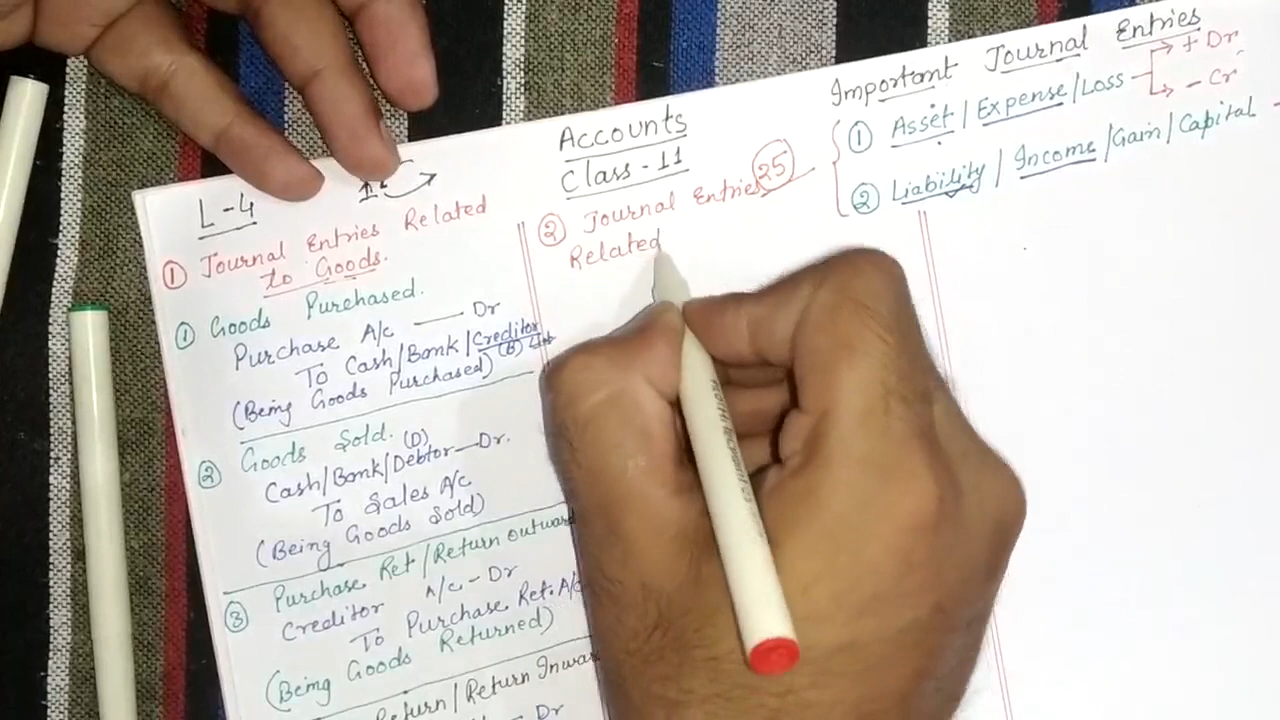 Accounts
Class - 11
L-4
① Journal Entries Related
to Goods.
① Goods Purchased.
Purchase A/c —— Dr
To Cash/Bank/Creditor
(Being Goods Purchased) (B)
② Goods Sold.
Cash/Bank/Debtor (D) — Dr.
To Sales A/c
(Being Goods Sold)
③ Purchase Ret/Return outward
Creditor A/c - Dr
To Purchase Ret. A/c
(Being Goods Returned)
Return/Return Inwar
- Dr
② Journal Entries 25
Related
Important Journal Entries
① Asset/Expense/Loss → + Dr
→ - Cr
② Liability/Income/Gain/Capital